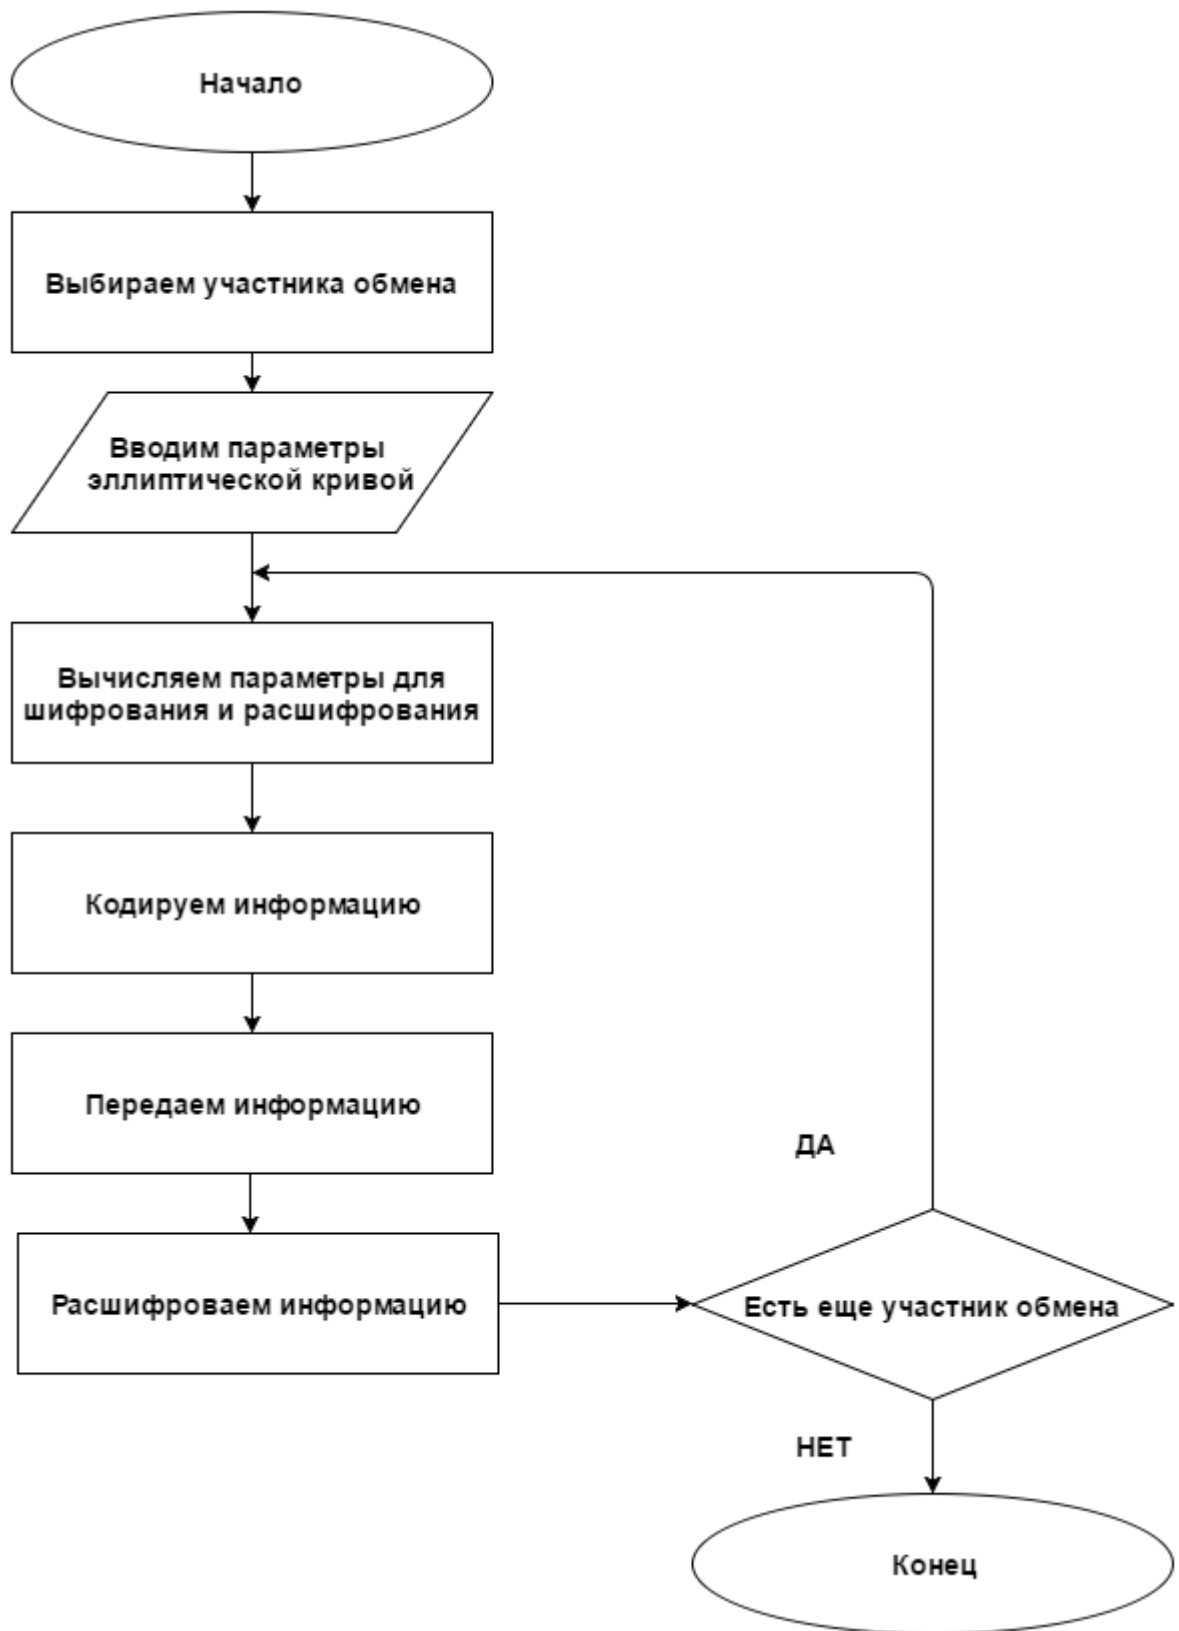 Начало
Выбираем участника обмена
Вводим параметры
эллиптической кривой
Вычисляем параметры для
шифрования и расшифрования
Кодируем информацию
Передаем информацию
Расшифроваем информацию
ДА
Есть еще участник обмена
НЕТ
Конец